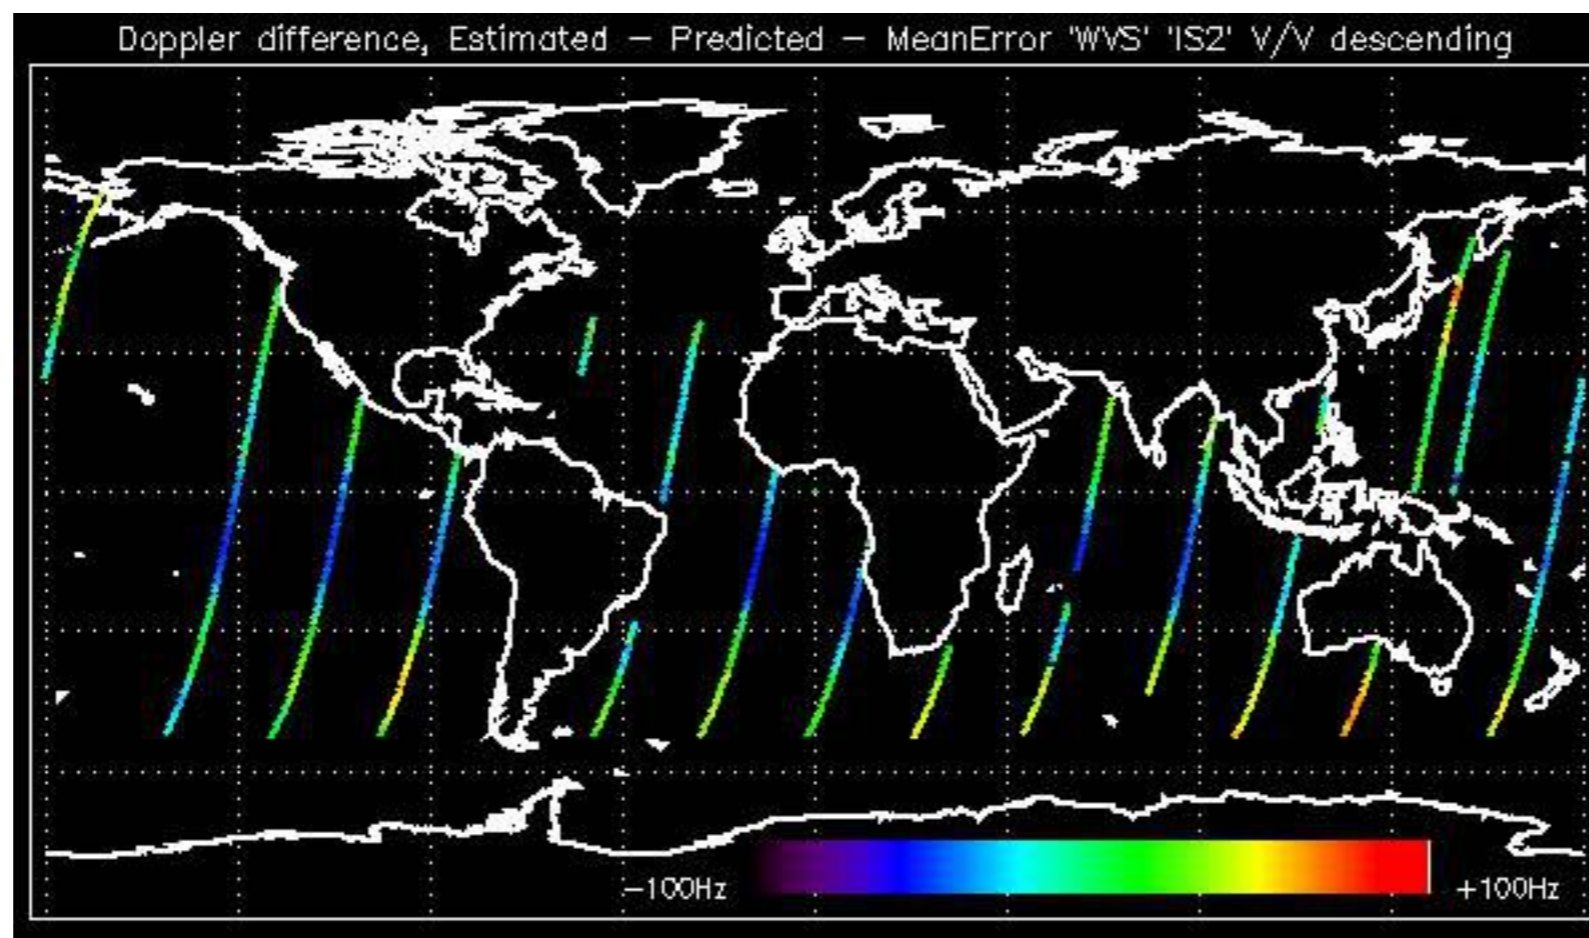 Doppler difference, Estimated - Predicted - MeanError 'WVS' 'IS2' V/V descending
-100Hz
+100Hz